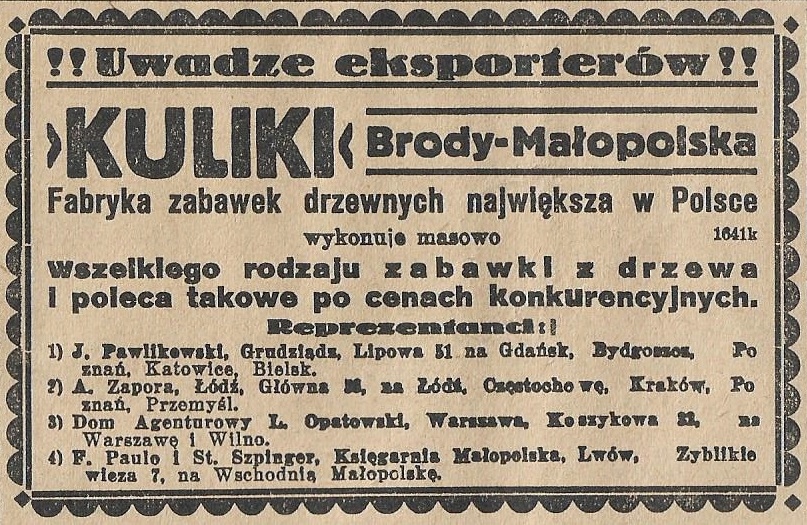 !! Uwadze eksporterów !!
›KULIKI‹ Brody-Małopolska
Fabryka zabawek drzewnych największa w Polsce
wykonuje masowo 1641k
Wszelkiego rodzaju zabawki z drzewa
i poleca takowe po cenach konkurencyjnych.
Reprezentanci:
1) J. Pawlikowski, Grudziądz, Lipowa 51 na Gdańsk, Bydgoszcz, Po
znań, Katowice, Bielsk.
2) A. Zapora, Łódź, Główna na Łódź, Częstochowę, Kraków, Po
znań, Przemyśl.
3) Dom Agenturowy L. Opatowski, Warszawa, Koszykowa na
Warszawę i Wilno.
4) F. Paulo i St. Szpinger, Księgarnia Małopolska, Lwów, Zyblikie
wieza 7, na Wschodnią Małopolskę.